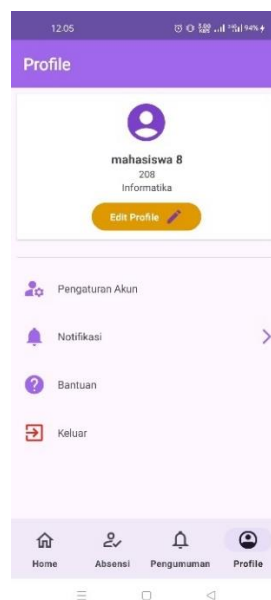 12.05
94%
Profile
mahasiswa 8
208
Informatika
Edit Profile
Pengaturan Akun
Notifikasi
Bantuan
Keluar
Home Absensi Pengumuman Profile